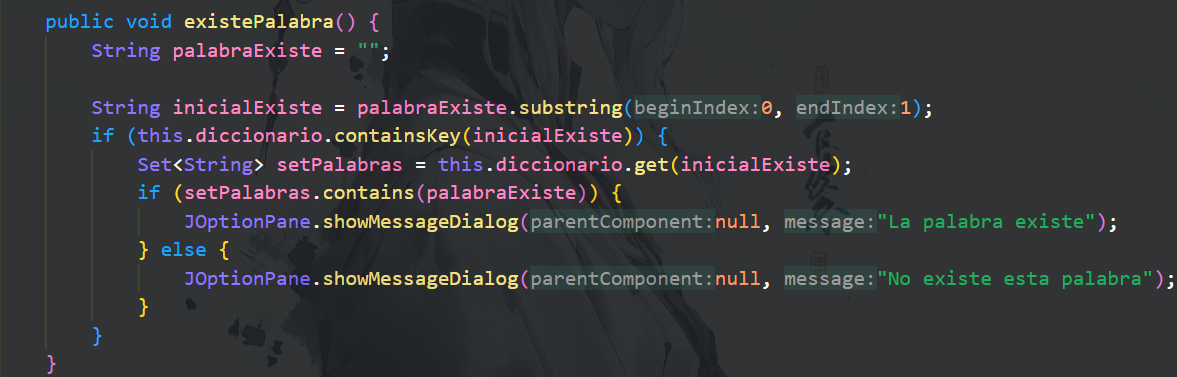 public void existePalabra() {
String palabraExiste = "";
String inicialExiste = palabraExiste.substring(beginIndex:0, endIndex:1);
if (this.diccionario.containsKey(inicialExiste)) {
Set<String> setPalabras = this.diccionario.get(inicialExiste);
if (setPalabras.contains(palabraExiste)) {
JOptionPane.showMessageDialog(parentComponent:null, message:"La palabra existe");
} else {
JOptionPane.showMessageDialog(parentComponent:null, message:"No existe esta palabra");
}
}
}